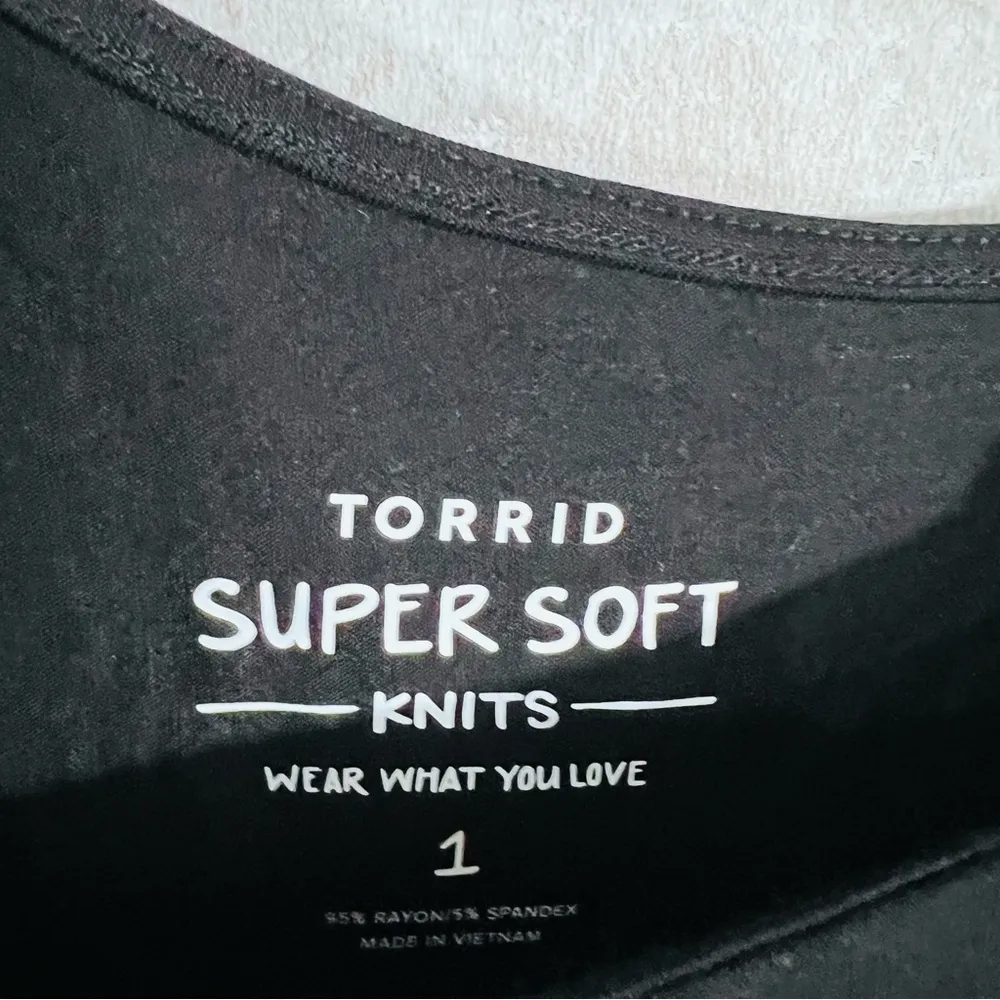 TORRID
SUPER SOFT
KNITS
WEAR WHAT YOU LOVE
1
95% RAYON/5% SPANDEX
MADE IN VIETNAM